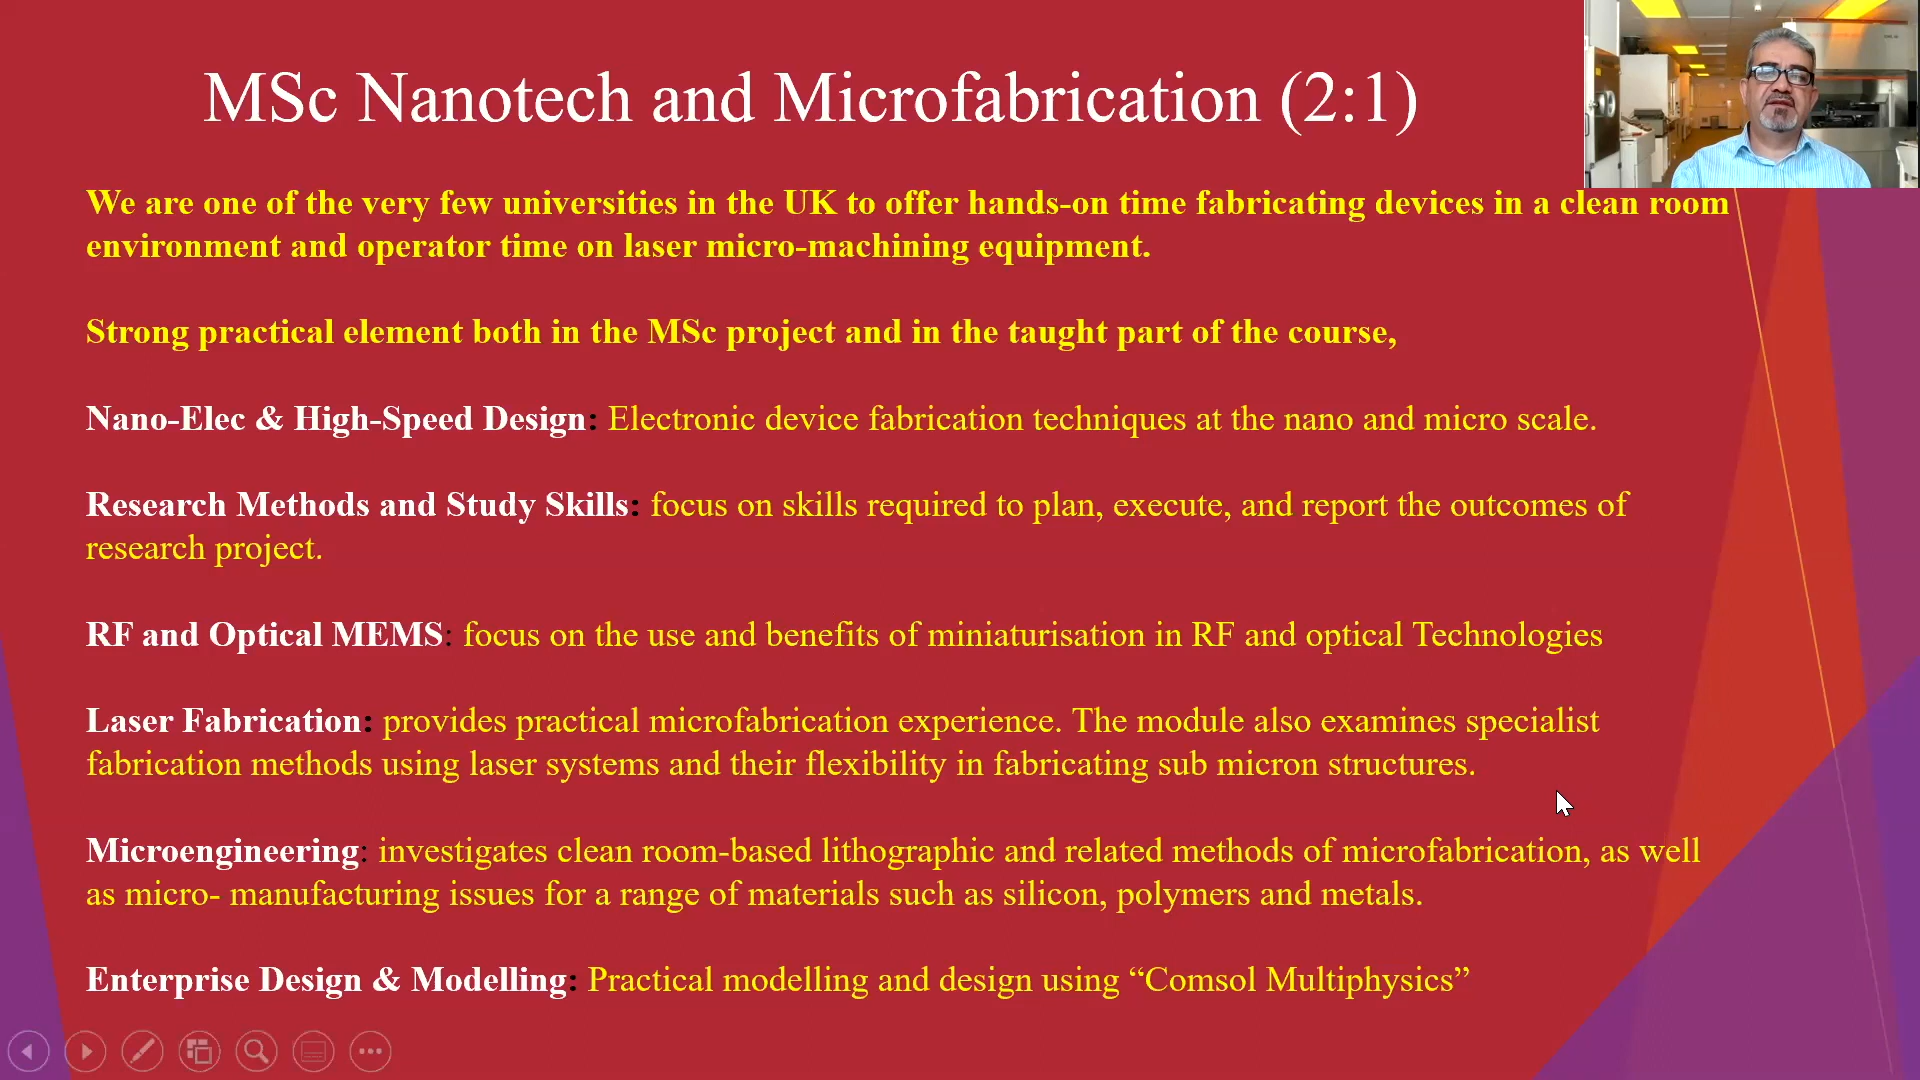 MSc Nanotech and Microfabrication (2:1)
We are one of the very few universities in the UK to offer hands-on time fabricating devices in a clean room
environment and operator time on laser micro-machining equipment.
Strong practical element both in the MSc project and in the taught part of the course,
Nano-Elec & High-Speed Design: Electronic device fabrication techniques at the nano and micro scale.
Research Methods and Study Skills: focus on skills required to plan, execute, and report the outcomes of
research project.
RF and Optical MEMS: focus on the use and benefits of miniaturisation in RF and optical Technologies
Laser Fabrication: provides practical microfabrication experience. The module also examines specialist
fabrication methods using laser systems and their flexibility in fabricating sub micron structures.
Microengineering: investigates clean room-based lithographic and related methods of microfabrication, as well
as micro- manufacturing issues for a range of materials such as silicon, polymers and metals.
Enterprise Design & Modelling: Practical modelling and design using “Comsol Multiphysics”